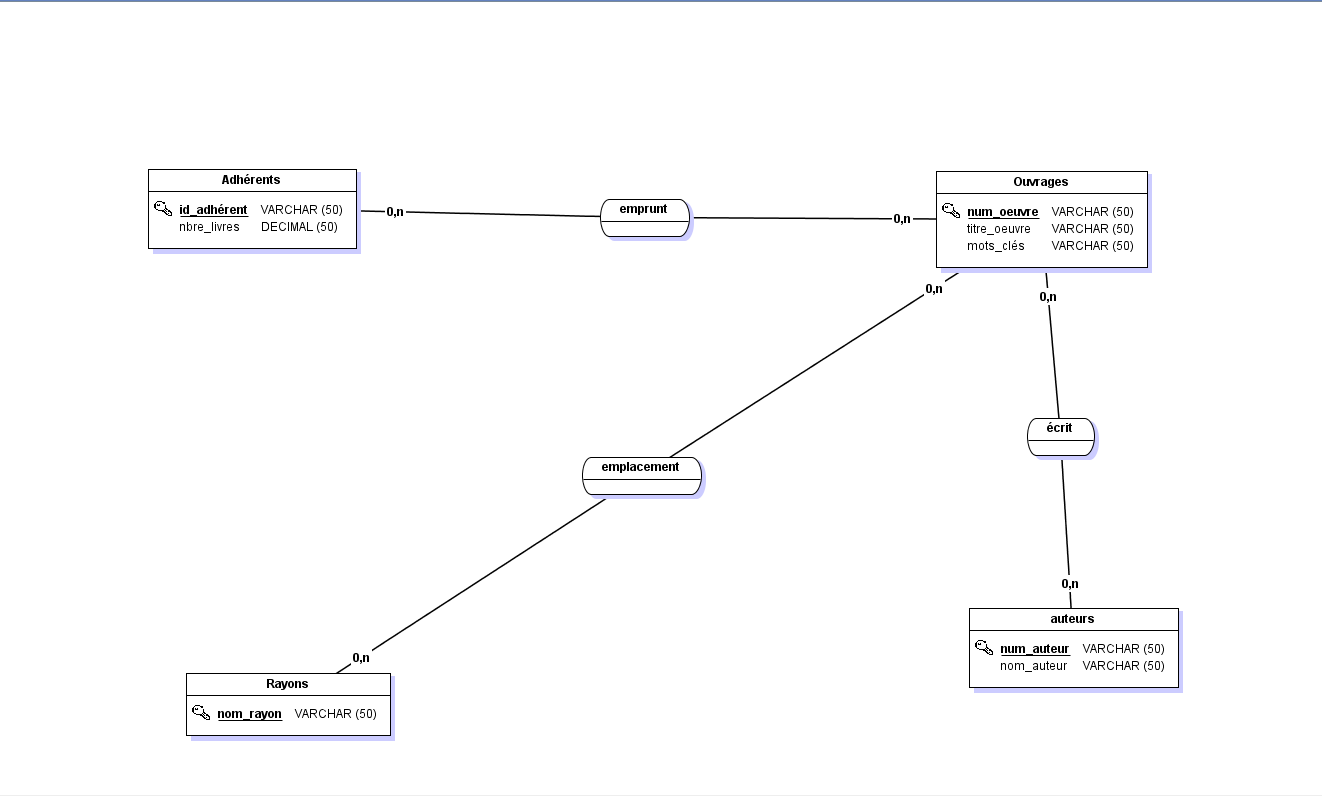 Adhérents
id_adhérent VARCHAR (50)
nbre_livres DECIMAL (50)
0,n
emprunt
0,n
Ouvrages
num_oeuvre VARCHAR (50)
titre_oeuvre VARCHAR (50)
mots_clés VARCHAR (50)
0,n
0,n
écrit
emplacement
0,n
auteurs
num_auteur VARCHAR (50)
nom_auteur VARCHAR (50)
0,n
Rayons
nom_rayon VARCHAR (50)